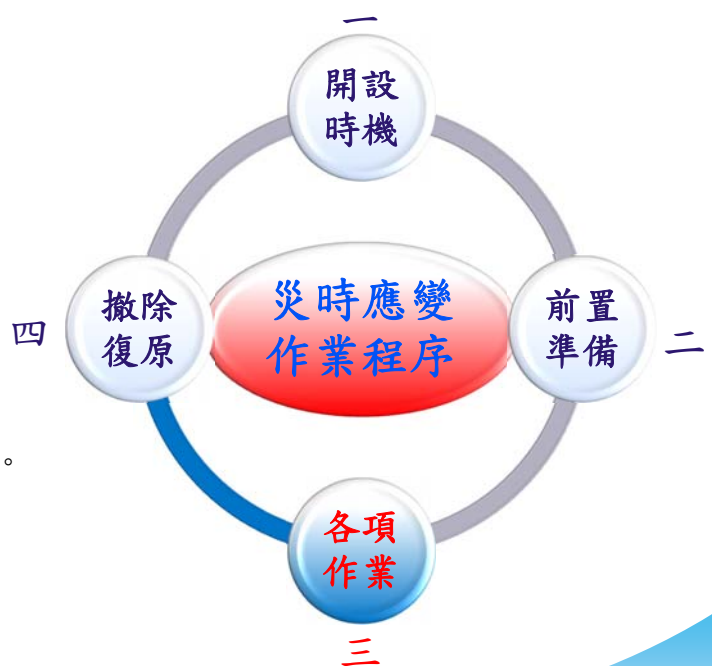 一
開設
時機
災時應變
作業程序
前置
準備
二
各項
作業
三
撤除
復原
四
。